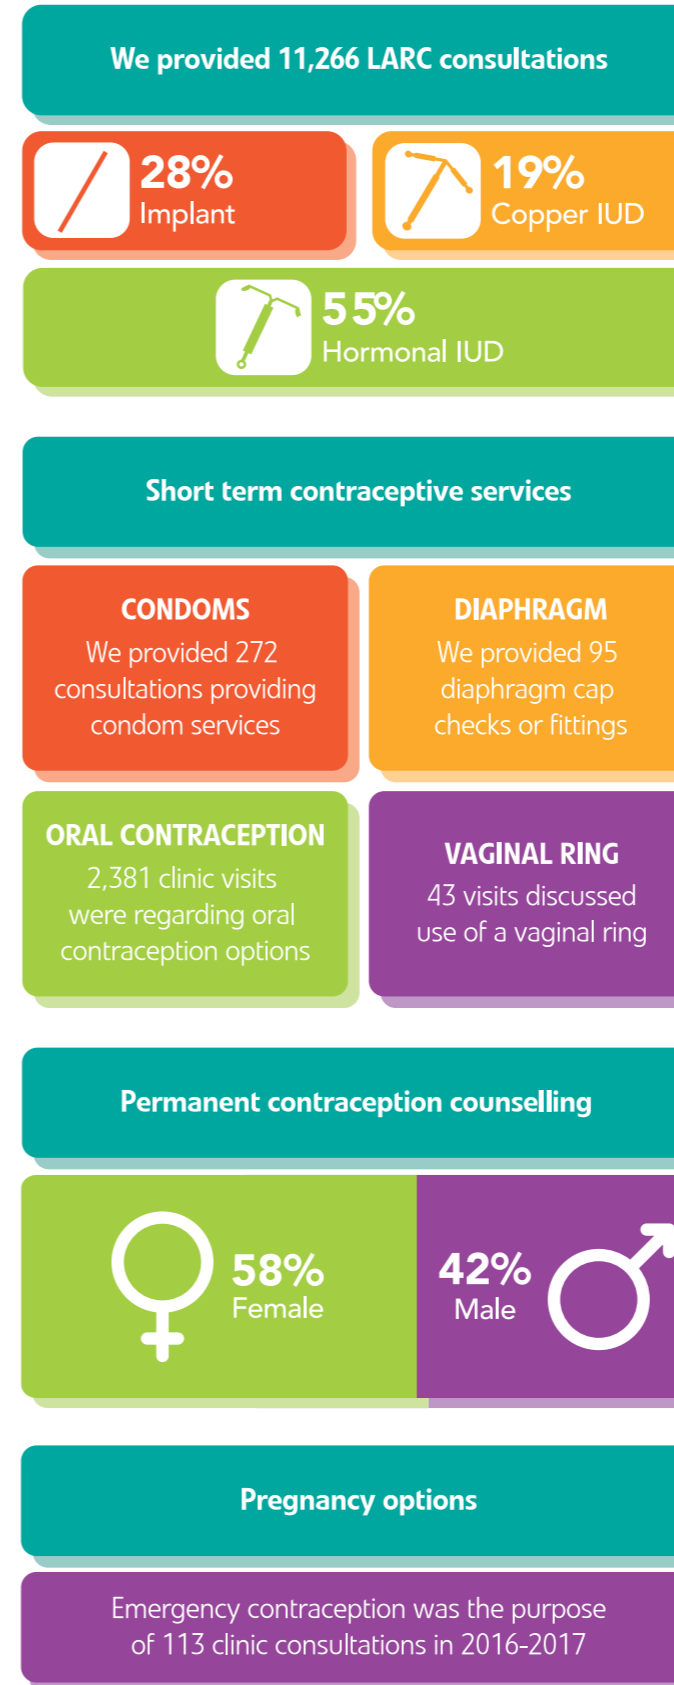 We provided 11,266 LARC consultations
28%
Implant
19%
Copper IUD
55%
Hormonal IUD
Short term contraceptive services
CONDOMS
We provided 272
consultations providing
condom services
DIAPHRAGM
We provided 95
diaphragm cap
checks or fittings
ORAL CONTRACEPTION
2,381 clinic visits
were regarding oral
contraception options
VAGINAL RING
43 visits discussed
use of a vaginal ring
Permanent contraception counselling
58%
Female
42%
Male
Pregnancy options
Emergency contraception was the purpose
of 113 clinic consultations in 2016-2017